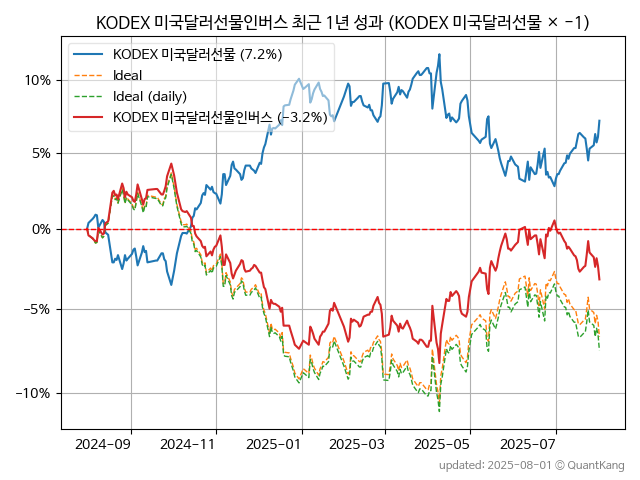 KODEX 미국달러선물인버스 최근 1년 성과 (KODEX 미국달러선물 × −1)
KODEX 미국달러선물 (7.2%)
Ideal
Ideal (daily)
KODEX 미국달러선물인버스 (−3.2%)
10%
5%
0%
−5%
−10%
2024-09
2024-11
2025-01
2025-03
2025-05
2025-07
updated: 2025-08-01 © QuantKang